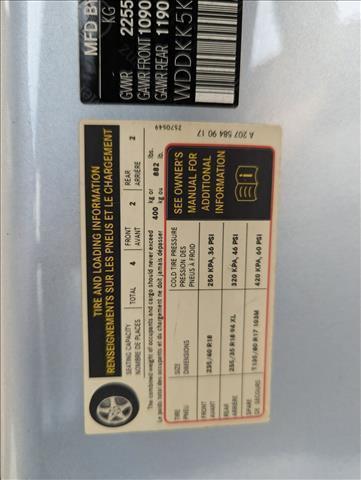 MFD BY
KG
GVWR 2255
GAWR FRONT 1090
GAWR REAR 1190
WDDKK5K
TIRE AND LOADING INFORMATION
RENSEIGNEMENTS SUR LES PNEUS ET LE CHARGEMENT
SEATING CAPACITY TOTAL 4 FRONT 2 REAR 2
NOMBRE DE PLACES AVANT ARRIÈRE
The combined weight of occupants and cargo should never exceed 400 kg or 882 lbs.
Le poids total des occupants et du chargement ne doit jamais dépasser 400 kg ou 882 lb.
TIRE SIZE COLD TIRE PRESSURE
PNEU DIMENSIONS PRESSION DES PNEUS À FROID
FRONT 235/40 R18 250 KPA, 36 PSI
AVANT
REAR 255/35 R18 94 XL 320 KPA, 46 PSI
ARRIÈRE
SPARE T 135/80 R17 103M 420 KPA, 60 PSI
DE SECOURS
SEE OWNER'S
MANUAL FOR
ADDITIONAL
INFORMATION
2570549
A 207 584 90 17